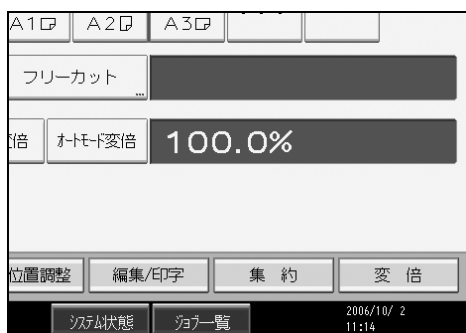 A1 A2 A3
フリーカット
変倍 オートモード変倍 100.0%
位置調整 編集/印字 集 約 変 倍
システム状態 ジョブ一覧 2006/10/ 2
11:14